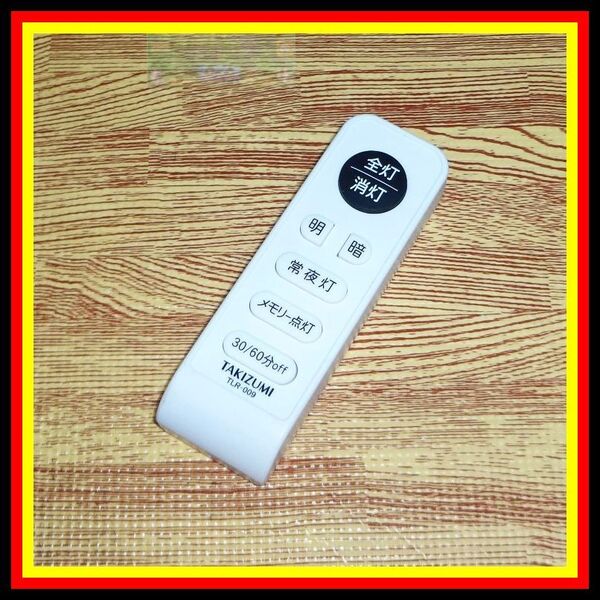 全灯
消灯
明 暗
常夜灯
メモリー点灯
30/60分off
TAKIZUMI
TLR-009